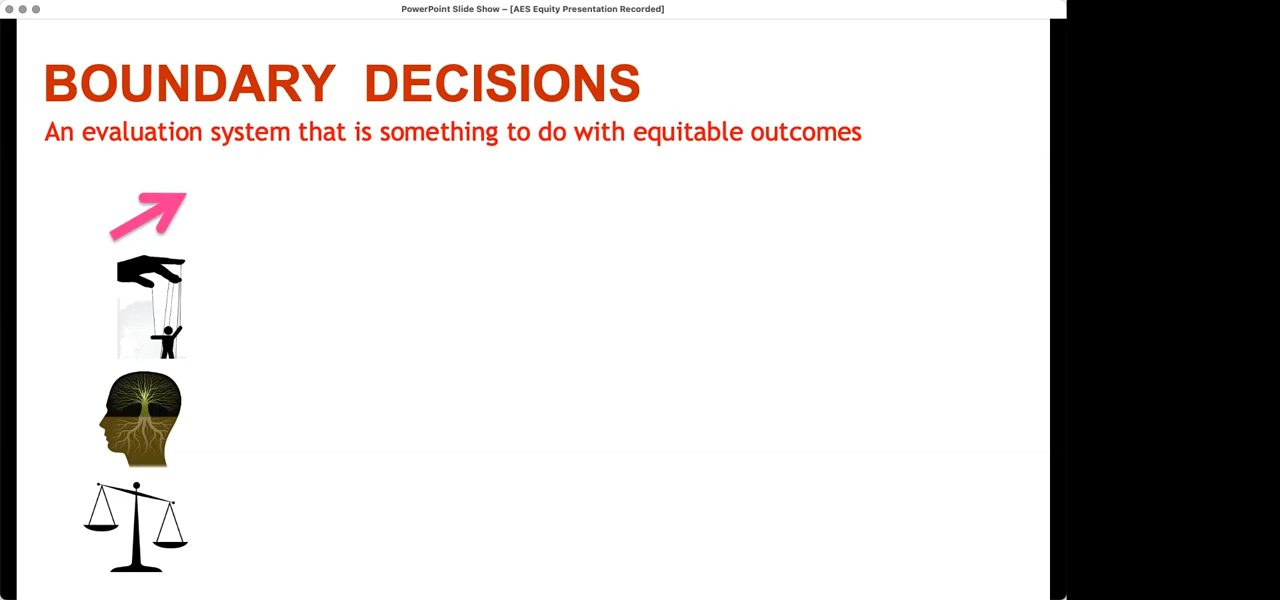 PowerPoint Slide Show – [AES Equity Presentation Recorded]
BOUNDARY DECISIONS
An evaluation system that is something to do with equitable outcomes